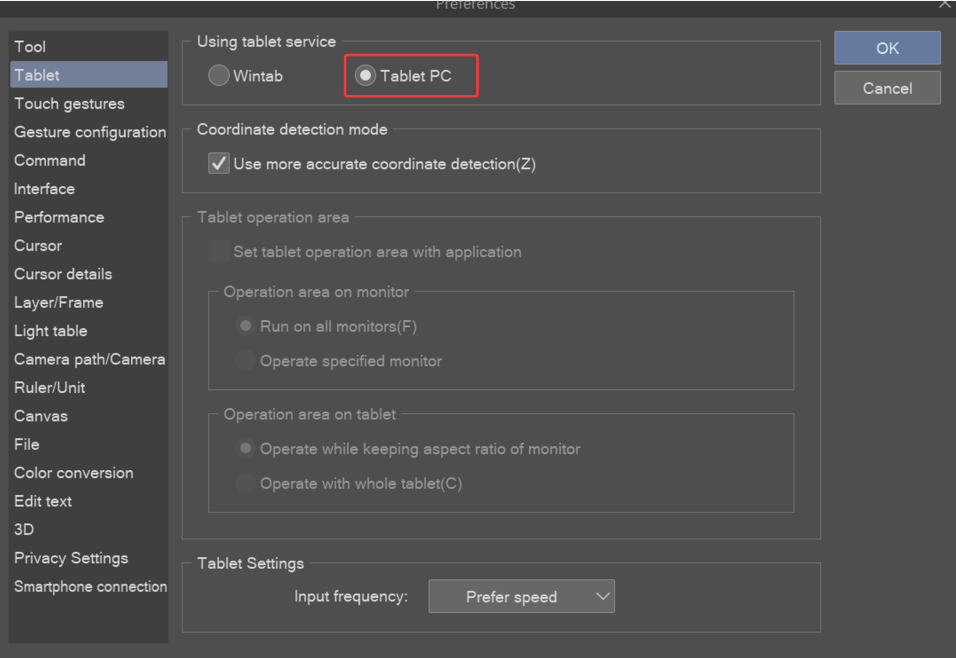 Preferences
Tool
Tablet
Touch gestures
Gesture configuration
Command
Interface
Performance
Cursor
Cursor details
Layer/Frame
Light table
Camera path/Camera
Ruler/Unit
Canvas
File
Color conversion
Edit text
3D
Privacy Settings
Smartphone connection
Using tablet service
Wintab
Tablet PC
Coordinate detection mode
Use more accurate coordinate detection(Z)
Tablet operation area
Set tablet operation area with application
Operation area on monitor
Run on all monitors(F)
Operate specified monitor
Operation area on tablet
Operate while keeping aspect ratio of monitor
Operate with whole tablet(C)
Tablet Settings
Input frequency: Prefer speed
OK
Cancel